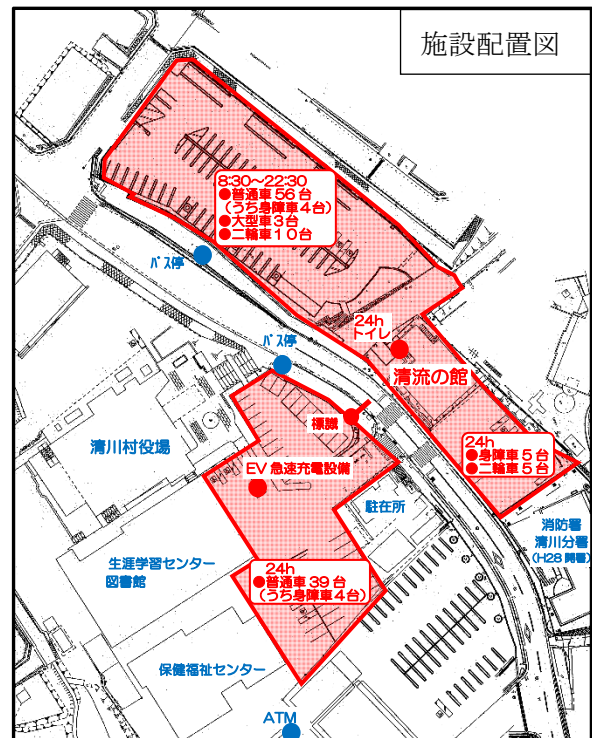 施設配置図
8:30~22:30
●普通車56台
(うち身障車4台)
●大型車3台
●二輪車10台
バス停
24h
トイレ
バス停
清流の館
標識
清川村役場
24h
●身障車5台
●二輪車5台
EV急速充電設備
駐在所
消防署
清川分署
(H28開署)
生涯学習センター
図書館
24h
●普通車39台
(うち身障車4台)
保健福祉センター
ATM